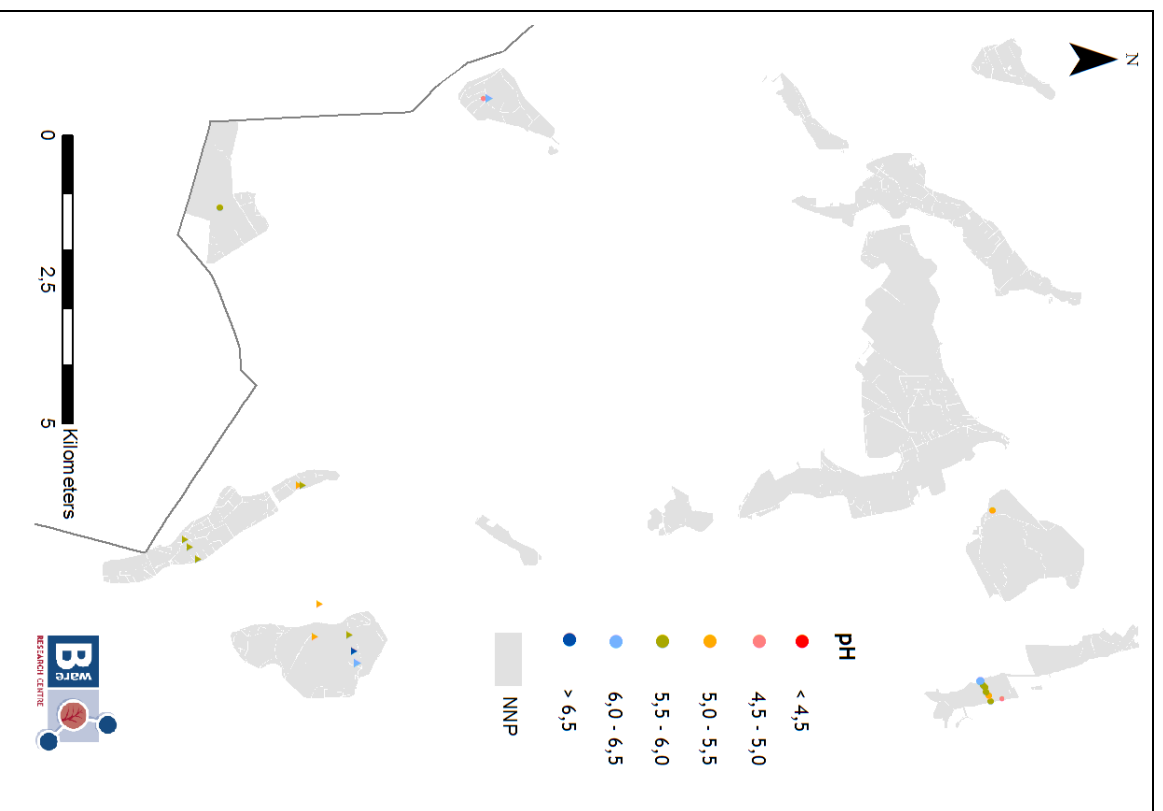 N
pH
< 4,5
4,5 - 5,0
5,0 - 5,5
5,5 - 6,0
6,0 - 6,5
> 6,5
NNP
0
2,5
5
Kilometers
B
ware
RESEARCH CENTRE